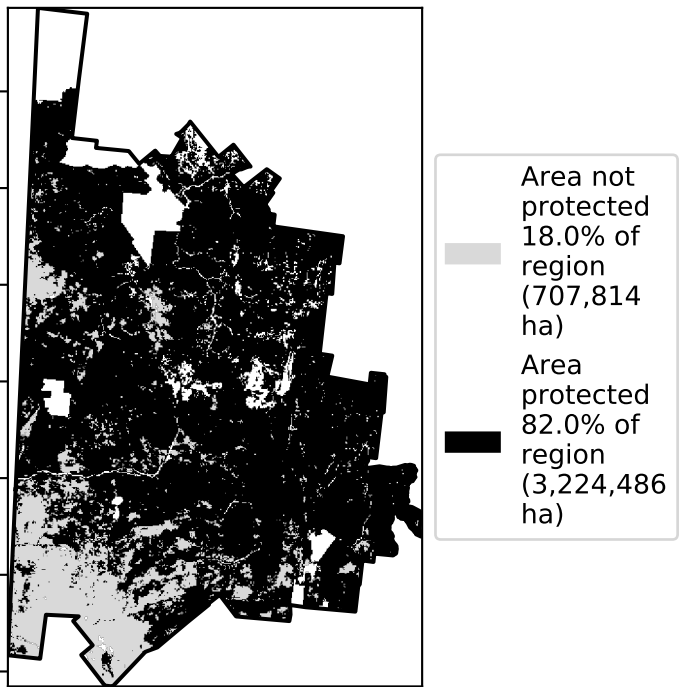 Area not
protected
18.0% of
region
(707,814
ha)
Area
protected
82.0% of
region
(3,224,486
ha)